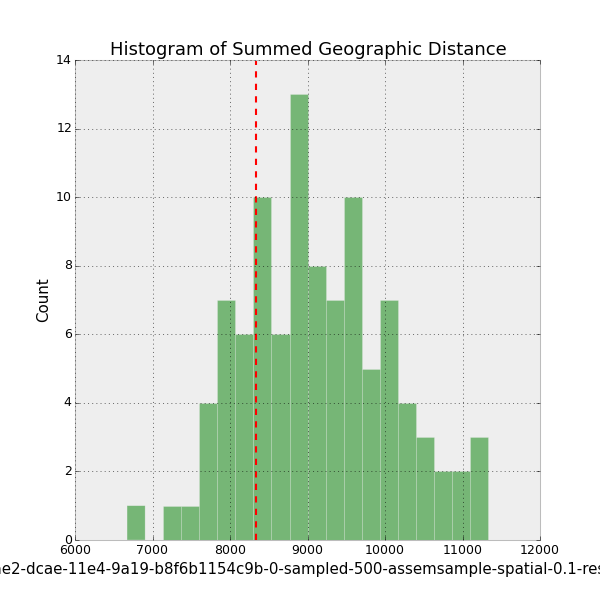 Histogram of Summed Geographic Distance
14
12
10
8
6
4
2
0
Count
6000 7000 8000 9000 10000 11000 12000
e2-dcae-11e4-9a19-b8f6b1154c9b-0-sampled-500-assemsample-spatial-0.1-res